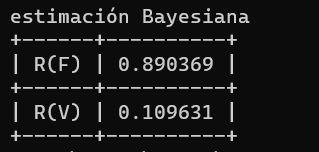 estimación Bayesiana
+------+----------+
| R(F) | 0.890369 |
+------+----------+
| R(V) | 0.109631 |
+------+----------+